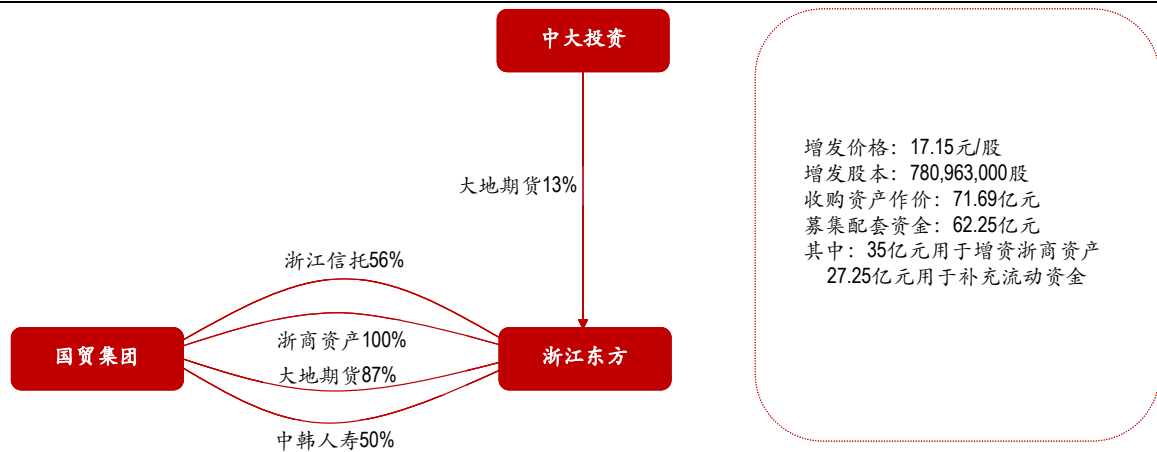 中大投资
大地期货13%
浙江信托56%
浙商资产100%
国贸集团
浙江东方
大地期货87%
中韩人寿50%
增发价格：17.15元/股
增发股本：780,963,000股
收购资产作价：71.69亿元
募集配套资金：62.25亿元
其中：35亿元用于增资浙商资产
27.25亿元用于补充流动资金